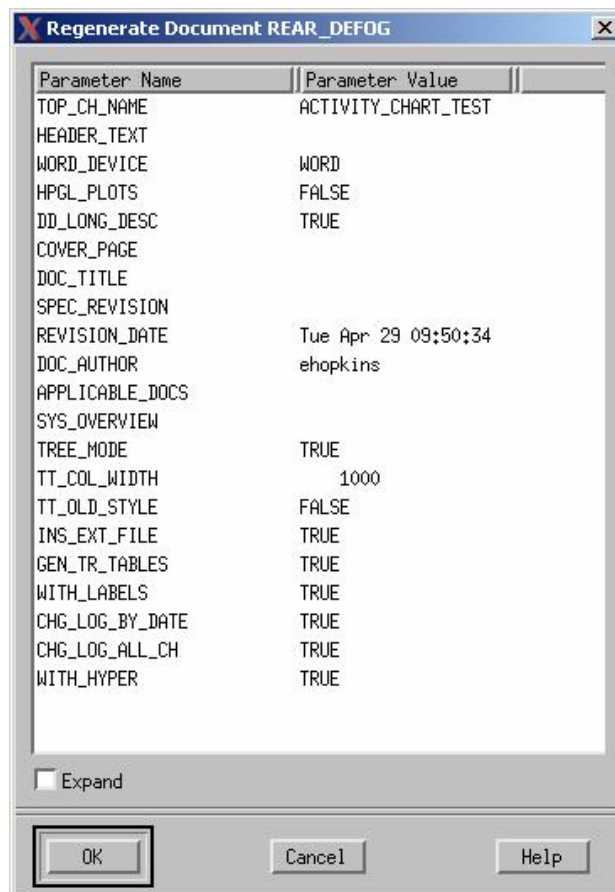 Regenerate Document REAR_DEFOG
Parameter Name Parameter Value
TOP_CH_NAME ACTIVITY_CHART_TEST
HEADER_TEXT
WORD_DEVICE WORD
HPGL_PLOTS FALSE
DD_LONG_DESC TRUE
COVER_PAGE
DOC_TITLE
SPEC_REVISION
REVISION_DATE Tue Apr 29 09:50:34
DOC_AUTHOR ehopkins
APPLICABLE_DOCS
SYS_OVERVIEW
TREE_MODE TRUE
TT_COL_WIDTH 1000
TT_OLD_STYLE FALSE
INS_EXT_FILE TRUE
GEN_TR_TABLES TRUE
WITH_LABELS TRUE
CHG_LOG_BY_DATE TRUE
CHG_LOG_ALL_CH TRUE
WITH_HYPER TRUE
Expand
OK Cancel Help